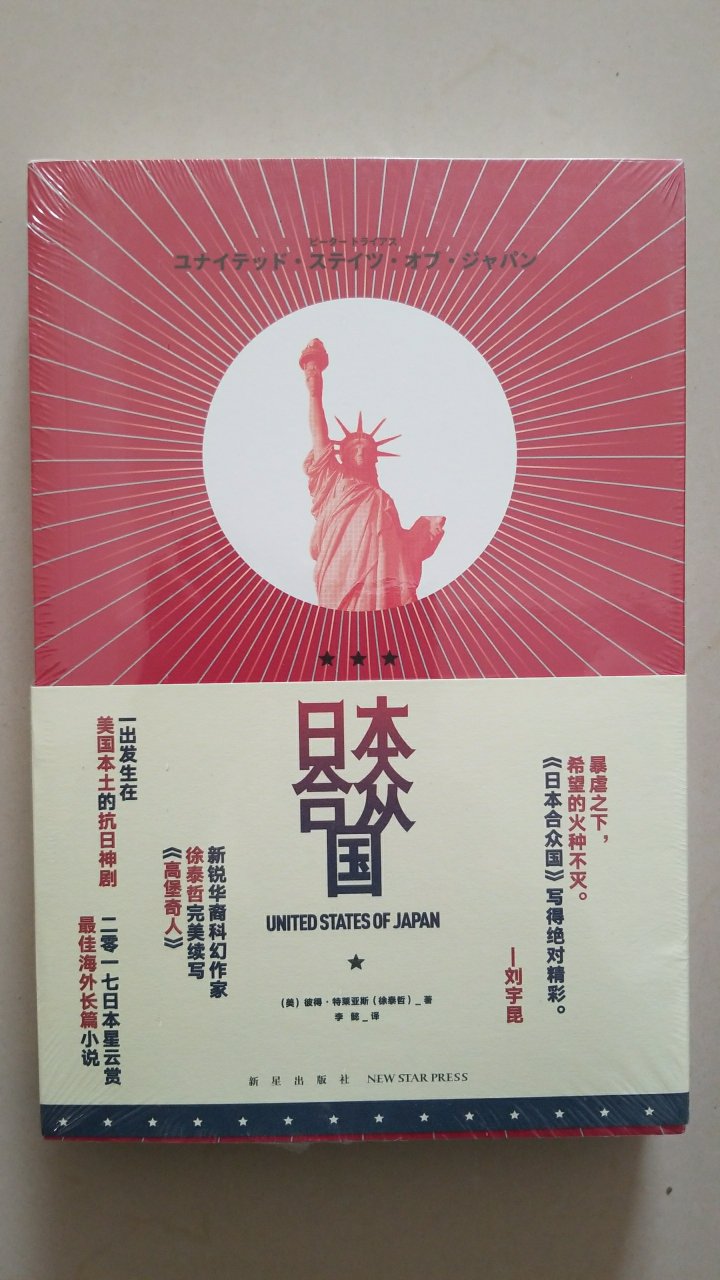 ピーター トライアス
ユナイテッド・ステイツ・オブ・ジャパン
日本
合众
国
UNITED STATES OF JAPAN
(美)彼得·特莱亚斯(徐泰哲)_著
李 懿_译
暴虐之下,
希望的火种不灭。
《日本合众国》写得绝对精彩。
—刘宇昆
新锐华裔科幻作家
徐泰哲完美续写
《高堡奇人》
一出发生在
美国本土的抗日神剧
二零一七日本星云赏
最佳海外长篇小说
新星出版社 NEW STAR PRESS